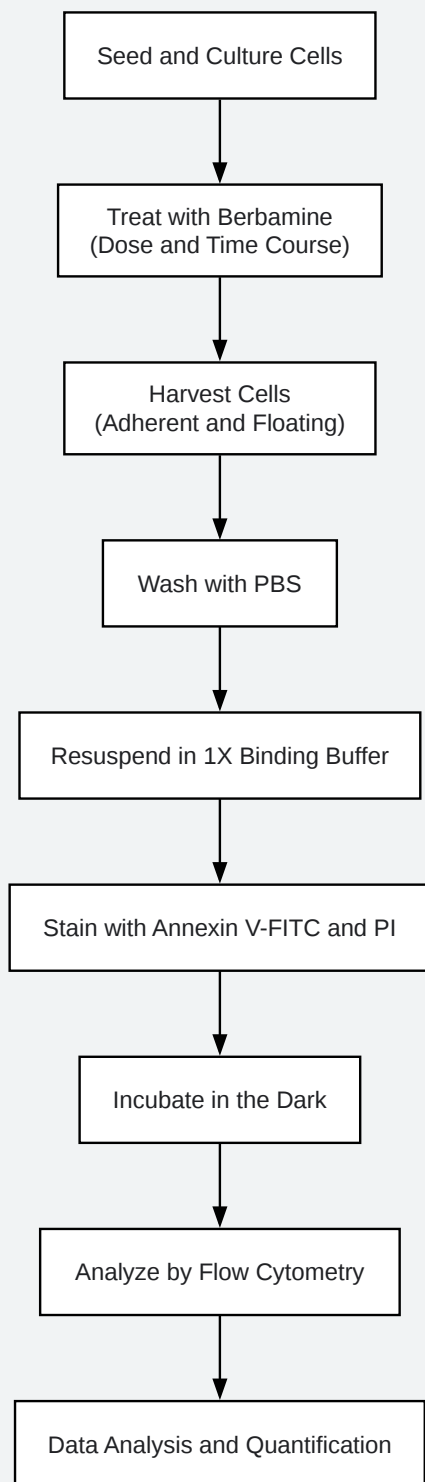 Seed and Culture Cells
Treat with Berbamine
(Dose and Time Course)
Harvest Cells
(Adherent and Floating)
Wash with PBS
Resuspend in 1X Binding Buffer
Stain with Annexin V-FITC and PI
Incubate in the Dark
Analyze by Flow Cytometry
Data Analysis and Quantification